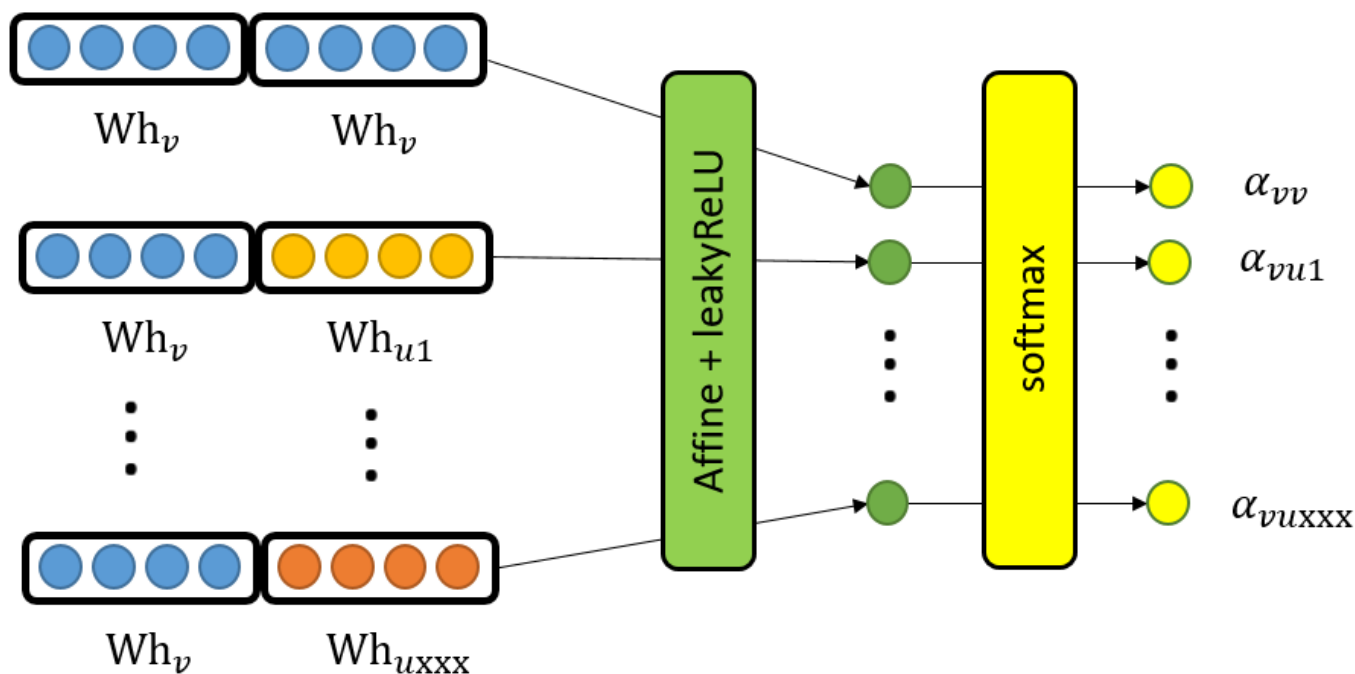 Wh_v Wh_v
Affine + leakyReLU
softmax
α_vv
Wh_v Wh_u1
α_vu1
Wh_v Wh_uxxx
α_vuxxx